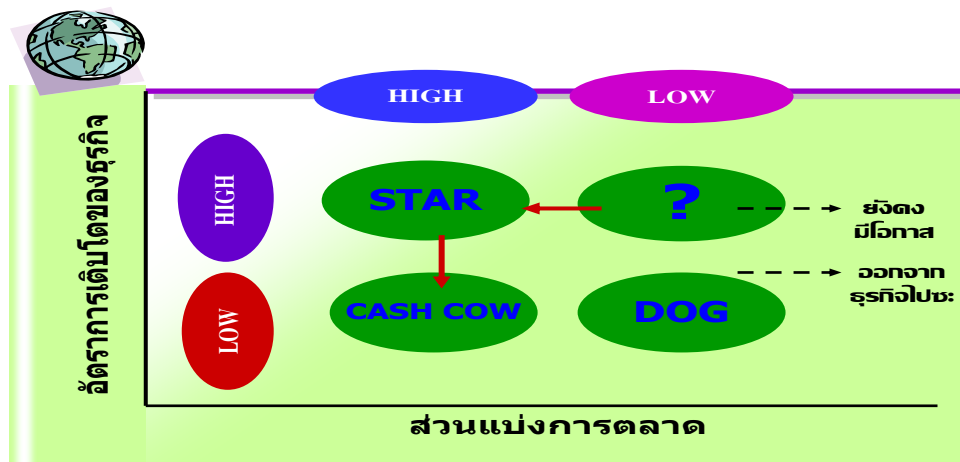 HIGH
LOW
อัตราการเติบโตของธุรกิจ
HIGH
STAR
?
ยังคง
มีโอกาส
LOW
CASH COW
DOG
ออกจาก
ธุรกิจไปซะ
ส่วนแบ่งการตลาด